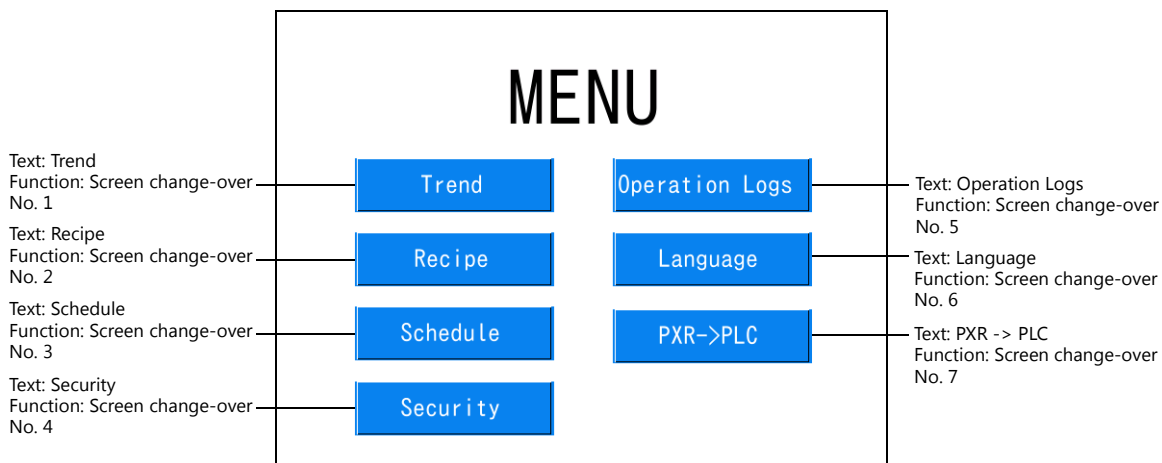 MENU
Text: Trend
Function: Screen change-over
No. 1
Text: Recipe
Function: Screen change-over
No. 2
Text: Schedule
Function: Screen change-over
No. 3
Text: Security
Function: Screen change-over
No. 4
Trend
Recipe
Schedule
Security
Operation Logs
Language
PXR->PLC
Text: Operation Logs
Function: Screen change-over
No. 5
Text: Language
Function: Screen change-over
No. 6
Text: PXR -> PLC
Function: Screen change-over
No. 7